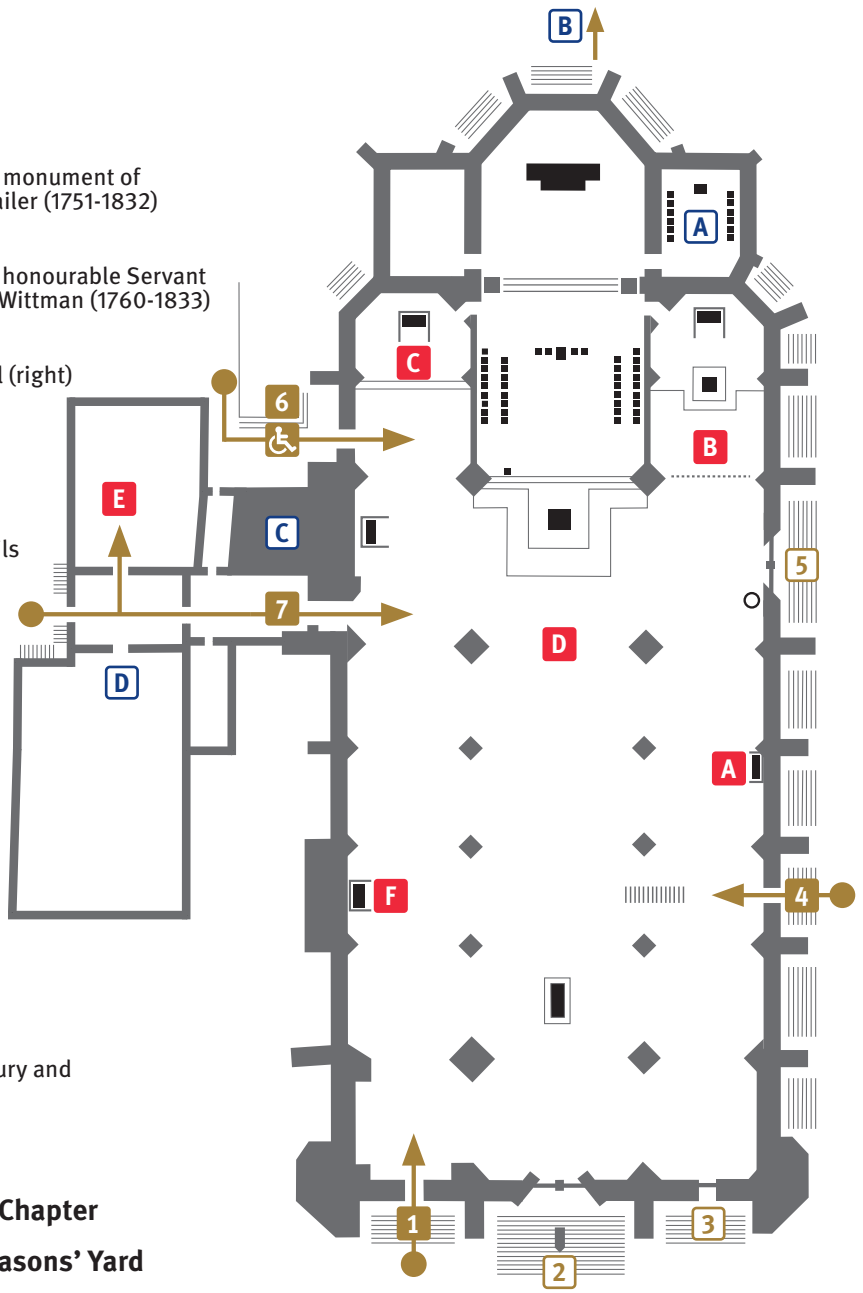 B
monument of
ailer (1751-1832)
A
honourable Servant
Wittman (1760-1833)
l (right)
C
6
B
E
C
ls
5
7
D
D
A
F
4
ury and
Chapter
1
3
asons’ Yard
2